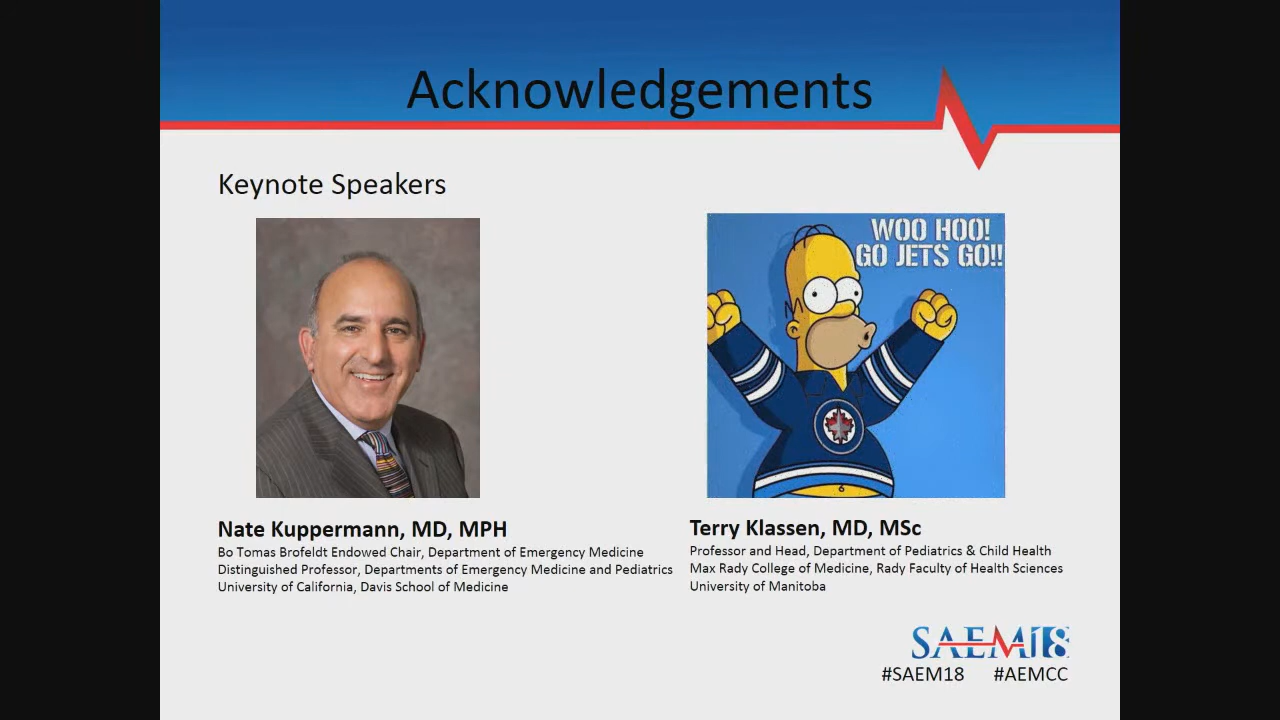 Acknowledgements
Keynote Speakers
WOO HOO!
GO JETS GO!!
Nate Kuppermann, MD, MPH
Bo Tomas Brofeldt Endowed Chair, Department of Emergency Medicine
Distinguished Professor, Departments of Emergency Medicine and Pediatrics
University of California, Davis School of Medicine
Terry Klassen, MD, MSc
Professor and Head, Department of Pediatrics & Child Health
Max Rady College of Medicine, Rady Faculty of Health Sciences
University of Manitoba
SAEM18
#SAEM18 #AEMCC